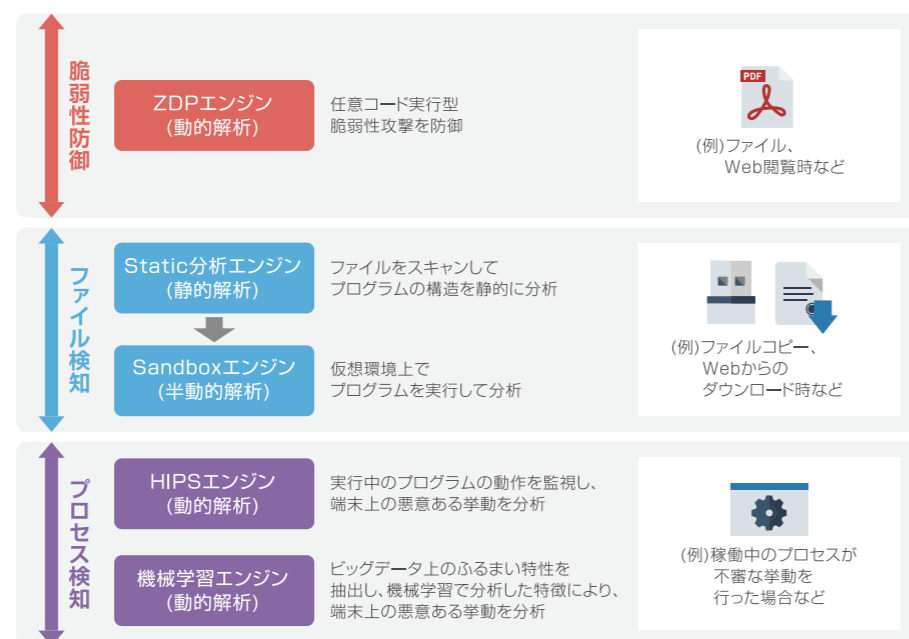 脆弱性防御
ZDPエンジン
(動的解析)
任意コード実行型
脆弱性攻撃を防御
PDF
(例)ファイル、
Web閲覧時など
ファイル検知
Static分析エンジン
(静的解析)
ファイルをスキャンして
プログラムの構造を静的に分析
Sandboxエンジン
(半動的解析)
仮想環境上で
プログラムを実行して分析
(例)ファイルコピー、
Webからの
ダウンロード時など
プロセス検知
HIPSエンジン
(動的解析)
実行中のプログラムの動作を監視し、
端末上の悪意ある挙動を分析
機械学習エンジン
(動的解析)
ビッグデータ上のふるまい特性を
抽出し、機械学習で分析した特徴により、
端末上の悪意ある挙動を分析
(例)稼働中のプロセスが
不審な挙動を
行った場合など